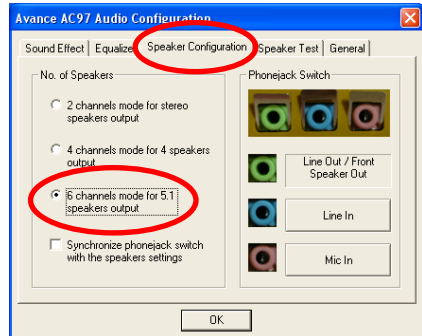 Avance AC97 Audio Configuration
Sound Effect Equalizer Speaker Configuration Speaker Test General
No. of Speakers
2 channels mode for stereo
speakers output
4 channels mode for 4 speakers
output
6 channels mode for 5.1
speakers output
Synchronize phonejack switch
with the speakers settings
Phonejack Switch
Line Out / Front
Speaker Out
Line In
Mic In
OK